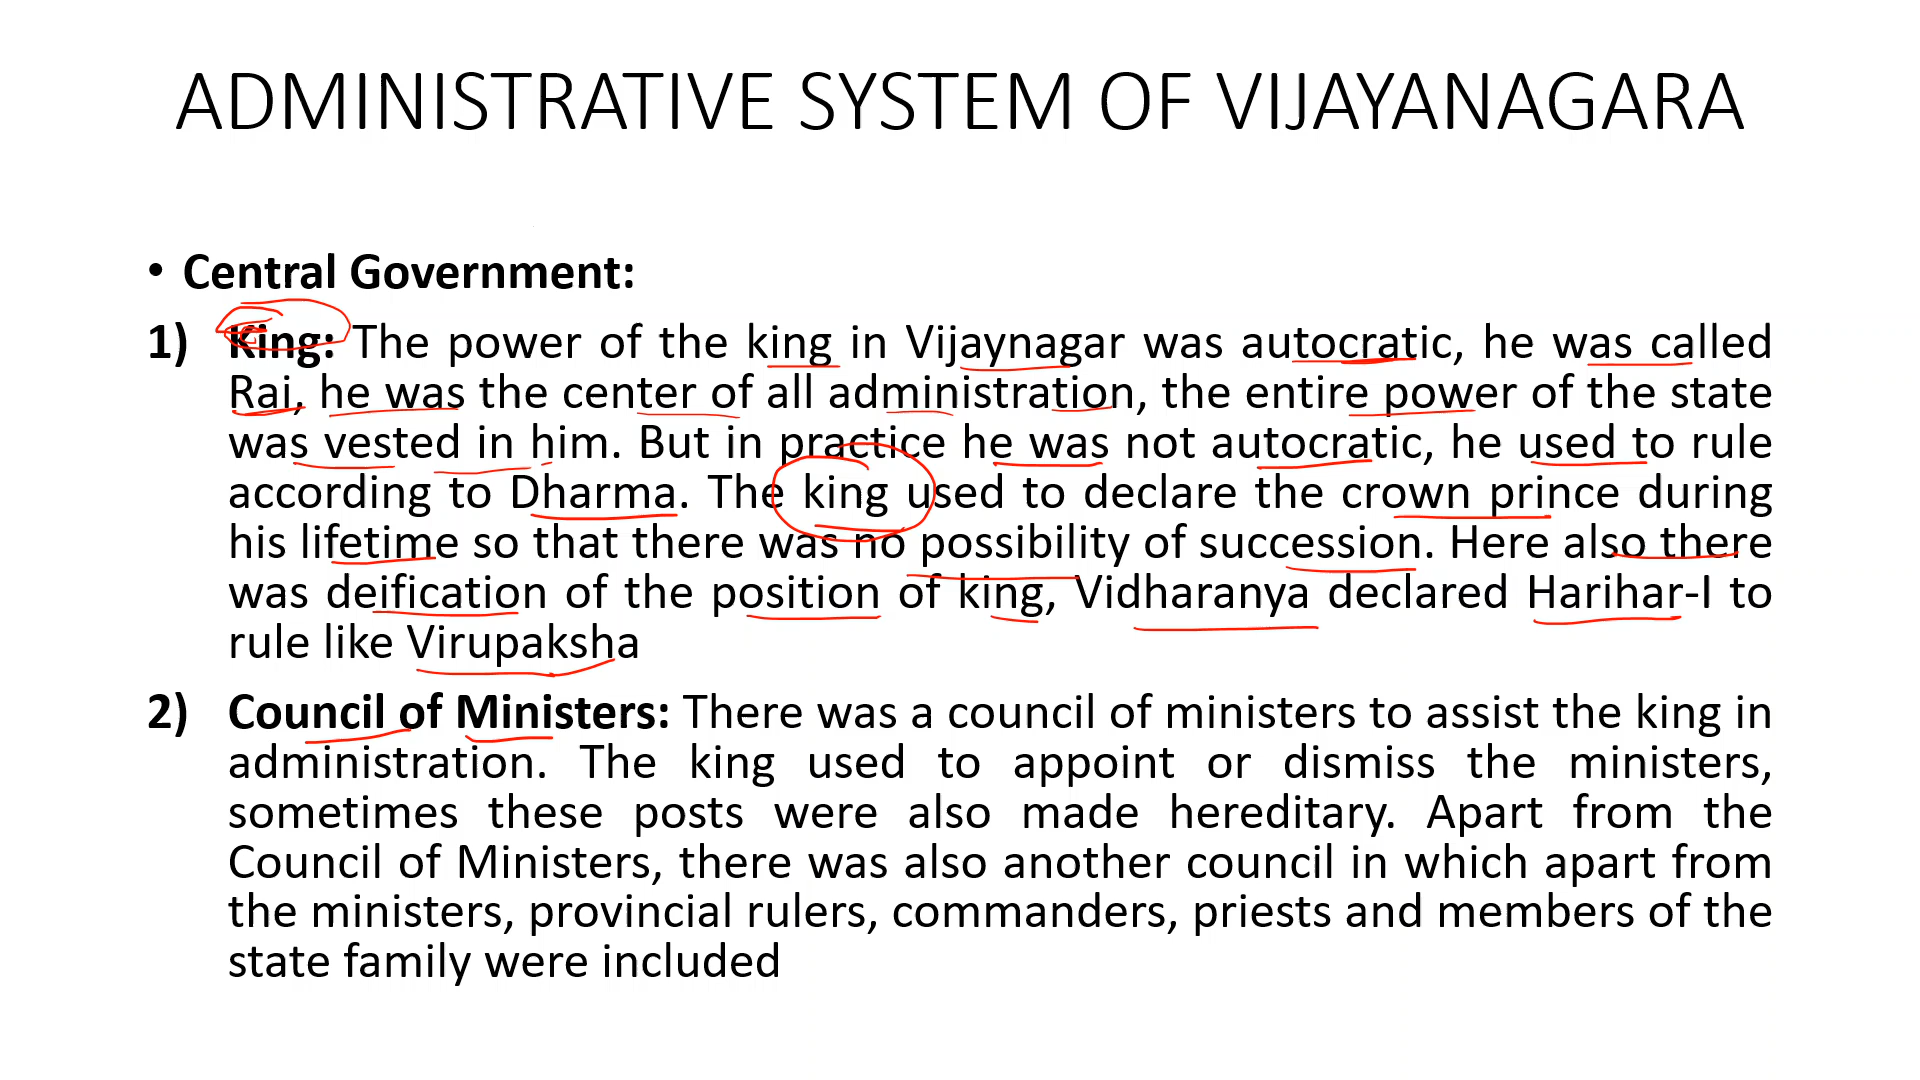 ADMINISTRATIVE SYSTEM OF VIJAYANAGARA
• Central Government:
1) King: The power of the king in Vijaynagar was autocratic, he was called
Rai, he was the center of all administration, the entire power of the state
was vested in him. But in practice he was not autocratic, he used to rule
according to Dharma. The king used to declare the crown prince during
his lifetime so that there was no possibility of succession. Here also there
was deification of the position of king, Vidharanya declared Harihar-I to
rule like Virupaksha
2) Council of Ministers: There was a council of ministers to assist the king in
administration. The king used to appoint or dismiss the ministers,
sometimes these posts were also made hereditary. Apart from the
Council of Ministers, there was also another council in which apart from
the ministers, provincial rulers, commanders, priests and members of the
state family were included